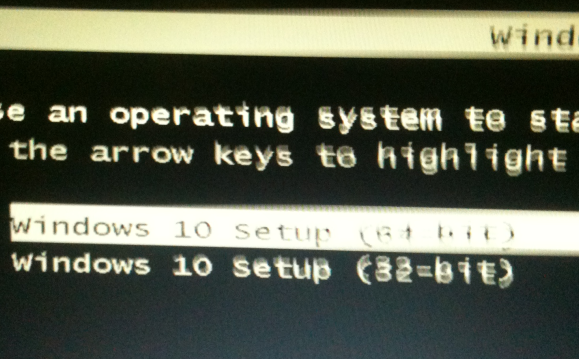 Wind
se an operating system to sta
the arrow keys to highlight
Windows 10 Setup (64-bit)
Windows 10 Setup (32-bit)